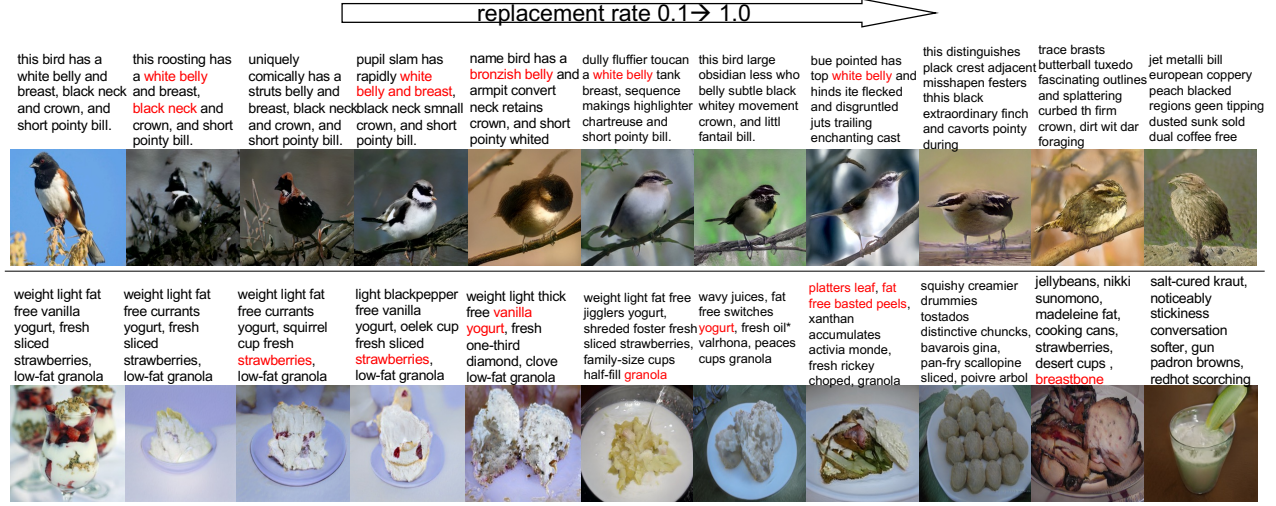 replacement rate 0.1→ 1.0
this bird has a
white belly and
breast, black neck
and crown, and
short pointy bill.
this roosting has
a white belly
and breast,
black neck and
crown, and short
pointy bill.
uniquely
comically has a
struts belly and
breast, black neck
and crown, and
short pointy bill.
pupil slam has
rapidly white
belly and breast,
black neck smnall
crown, and short
pointy bill.
name bird has a
bronzish belly and
armpit convert
neck retains
crown, and short
pointy whited
dully fluffier toucan
a white belly tank
breast, sequence
makings highlighter
chartreuse and
short pointy bill.
this bird large
obsidian less who
belly subtle black
whitey movement
crown, and littl
fantail bill.
bue pointed has
top white belly and
hinds ite flecked
and disgruntled
juts trailing
enchanting cast
this distinguishes
plack crest adjacent
misshapen festers
thhis black
extraordinary finch
and cavorts pointy
during
trace brasts
butterball tuxedo
fascinating outlines
and splattering
curbed th firm
crown, dirt wit dar
foraging
jet metalli bill
european coppery
peach blacked
regions geen tipping
dusted sunk sold
dual coffee free
weight light fat
free vanilla
yogurt, fresh
sliced
strawberries,
low-fat granola
weight light fat
free currants
yogurt, fresh
sliced
strawberries,
low-fat granola
weight light fat
free currants
yogurt, squirrel
cup fresh
strawberries,
low-fat granola
light blackpepper
free vanilla
yogurt, oelek cup
fresh sliced
strawberries,
low-fat granola
weight light thick
free vanilla
yogurt, fresh
one-third
diamond, clove
low-fat granola
weight light fat free
jigglers yogurt,
shreded foster fresh
sliced strawberries,
family-size cups
half-fill granola
wavy juices, fat
free switches
yogurt, fresh oil*
valrhona, peaces
cups granola
platters leaf, fat
free basted peels,
xanthan
accumulates
activia monde,
fresh rickey
choped, granola
squishy creamier
drummies
tostados
distinctive chuncks,
bavarois gina,
pan-fry scallopine
sliced, poivre arbol
jellybeans, nikki
sunomono,
madeleine fat,
cooking cans,
strawberries,
desert cups ,
breastbone
salt-cured kraut,
noticeably
stickiness
conversation
softer, gun
padron browns,
redhot scorching